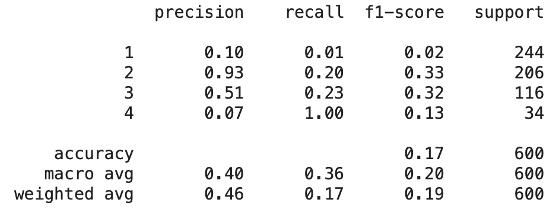 precision recall f1-score support
1 0.10 0.01 0.02 244
2 0.93 0.20 0.33 206
3 0.51 0.23 0.32 116
4 0.07 1.00 0.13 34
accuracy 0.17 600
macro avg 0.40 0.36 0.20 600
weighted avg 0.46 0.17 0.19 600